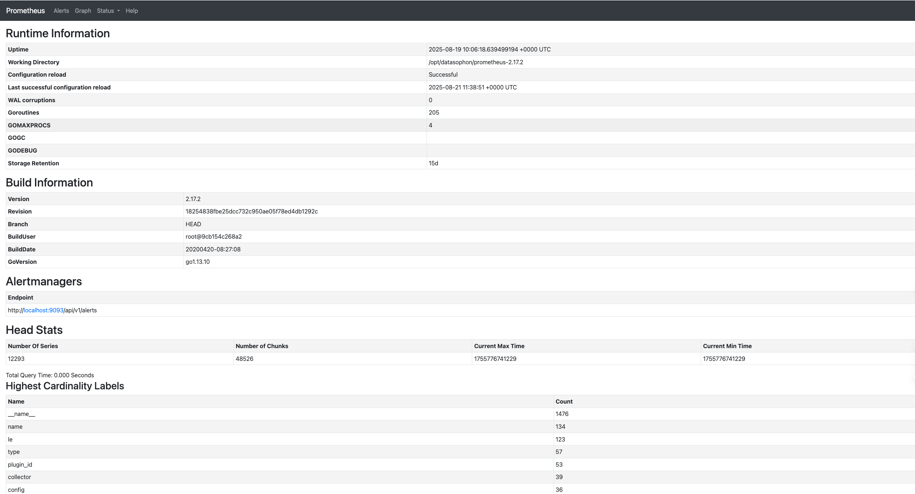 Prometheus Alerts Graph Status Help
Runtime Information
Uptime 2025-08-19 10:06:18.639499194 +0000 UTC
Working Directory /opt/datasophon/prometheus-2.17.2
Configuration reload Successful
Last successful configuration reload 2025-08-21 11:38:51 +0000 UTC
WAL corruptions 0
Goroutines 205
GOMAXPROCS 4
GOGC
GODEBUG
Storage Retention 15d
Build Information
Version 2.17.2
Revision 18254838fbe25dcc732c950ae05f78ed4db1292c
Branch HEAD
BuildUser root@9cb154c268a2
BuildDate 20200420-08:27:08
GoVersion go1.13.10
Alertmanagers
Endpoint
http://localhost:9093/api/v1/alerts
Head Stats
Number Of Series Number of Chunks Current Max Time Current Min Time
12293 48526 1755776741229 1755776741229
Total Query Time: 0.000 Seconds
Highest Cardinality Labels
Name Count
__name__ 1476
name 134
le 123
type 57
plugin_id 53
collector 39
config 36